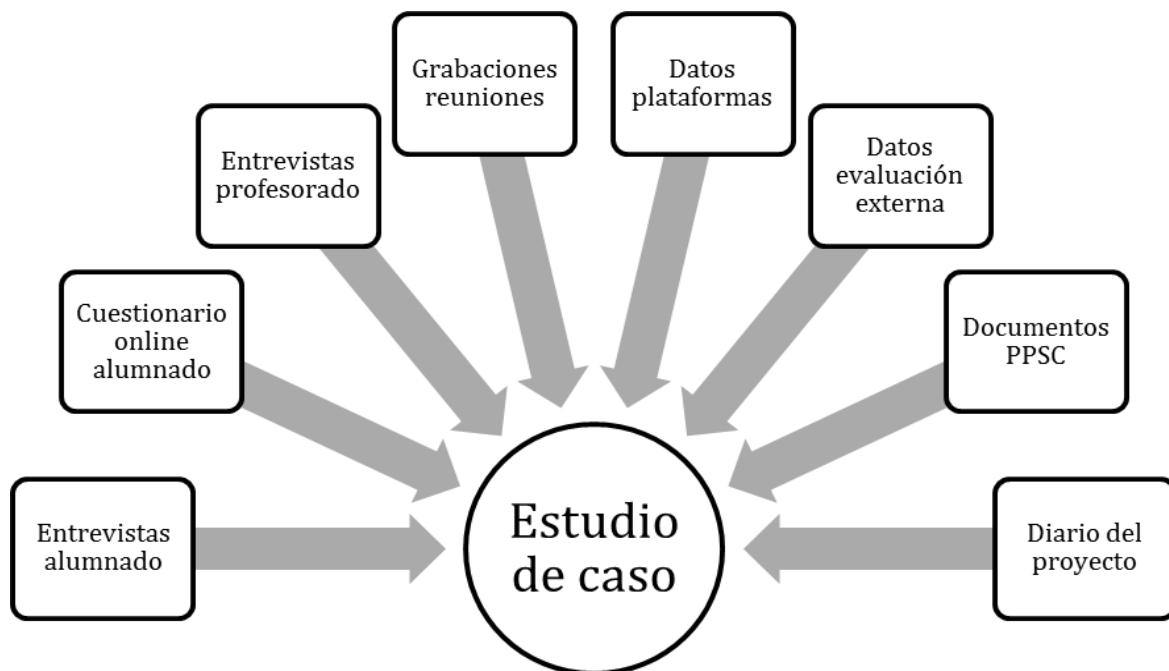 Grabaciones
reuniones
Datos
plataformas
Entrevistas
profesorado
Datos
evaluación
externa
Cuestionario
online
alumnado
Documentos
PPSC
Entrevistas
alumnado
Estudio
de caso
Diario del
proyecto